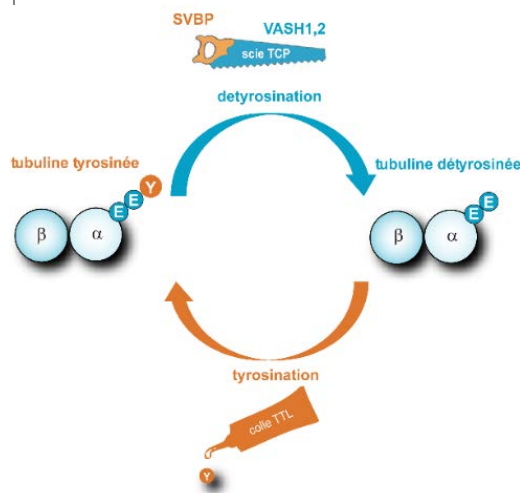 SVBP
VASH1,2
scie TCP
detyrosination
tubuline tyrosinée
tubuline détyrosinée
Y
E
E
β
α
E
E
β
α
tyrosination
colle TTL
Y